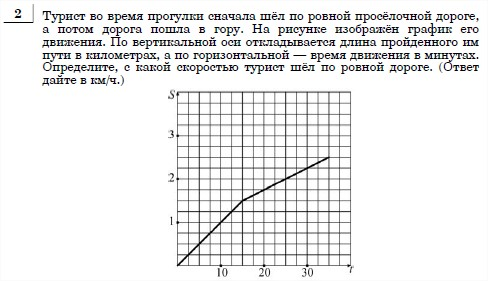 2
Турист во время прогулки сначала шёл по ровной просёлочной дороге,
а потом дорога пошла в гору. На рисунке изображён график его
движения. По вертикальной оси откладывается длина пройденного им
пути в километрах, а по горизонтальной — время движения в минутах.
Определите, с какой скоростью турист шёл по ровной дороге. (Ответ
дайте в км/ч.)
S
3
2
1
10 20 30 T